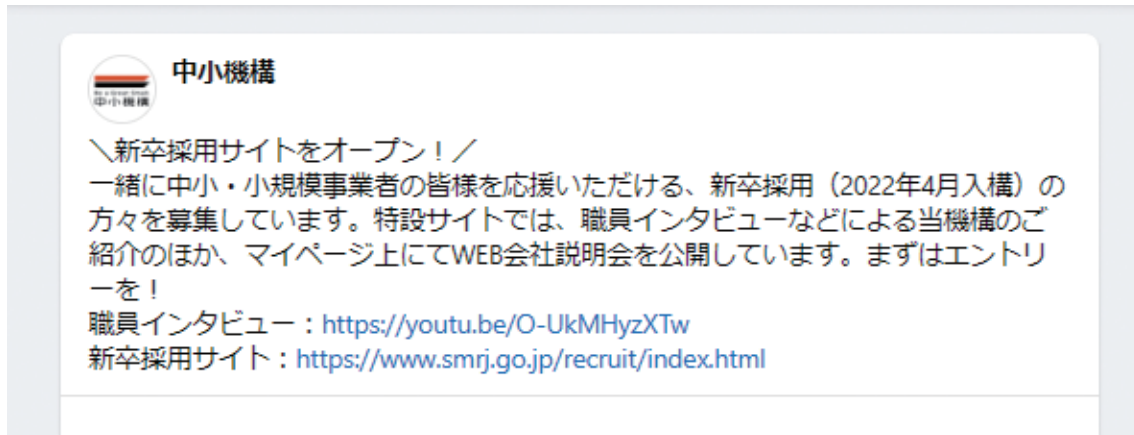 中小機構
Be a Great Small.
中小機構
＼新卒採用サイトをオープン！／
一緒に中小・小規模事業者の皆様を応援いただける、新卒採用（2022年4月入構）の
方々を募集しています。特設サイトでは、職員インタビューなどによる当機構のご
紹介のほか、マイページ上にてWEB会社説明会を公開しています。まずはエントリ
ーを！
職員インタビュー：https://youtu.be/O-UkMHyzXTw
新卒採用サイト：https://www.smrj.go.jp/recruit/index.html